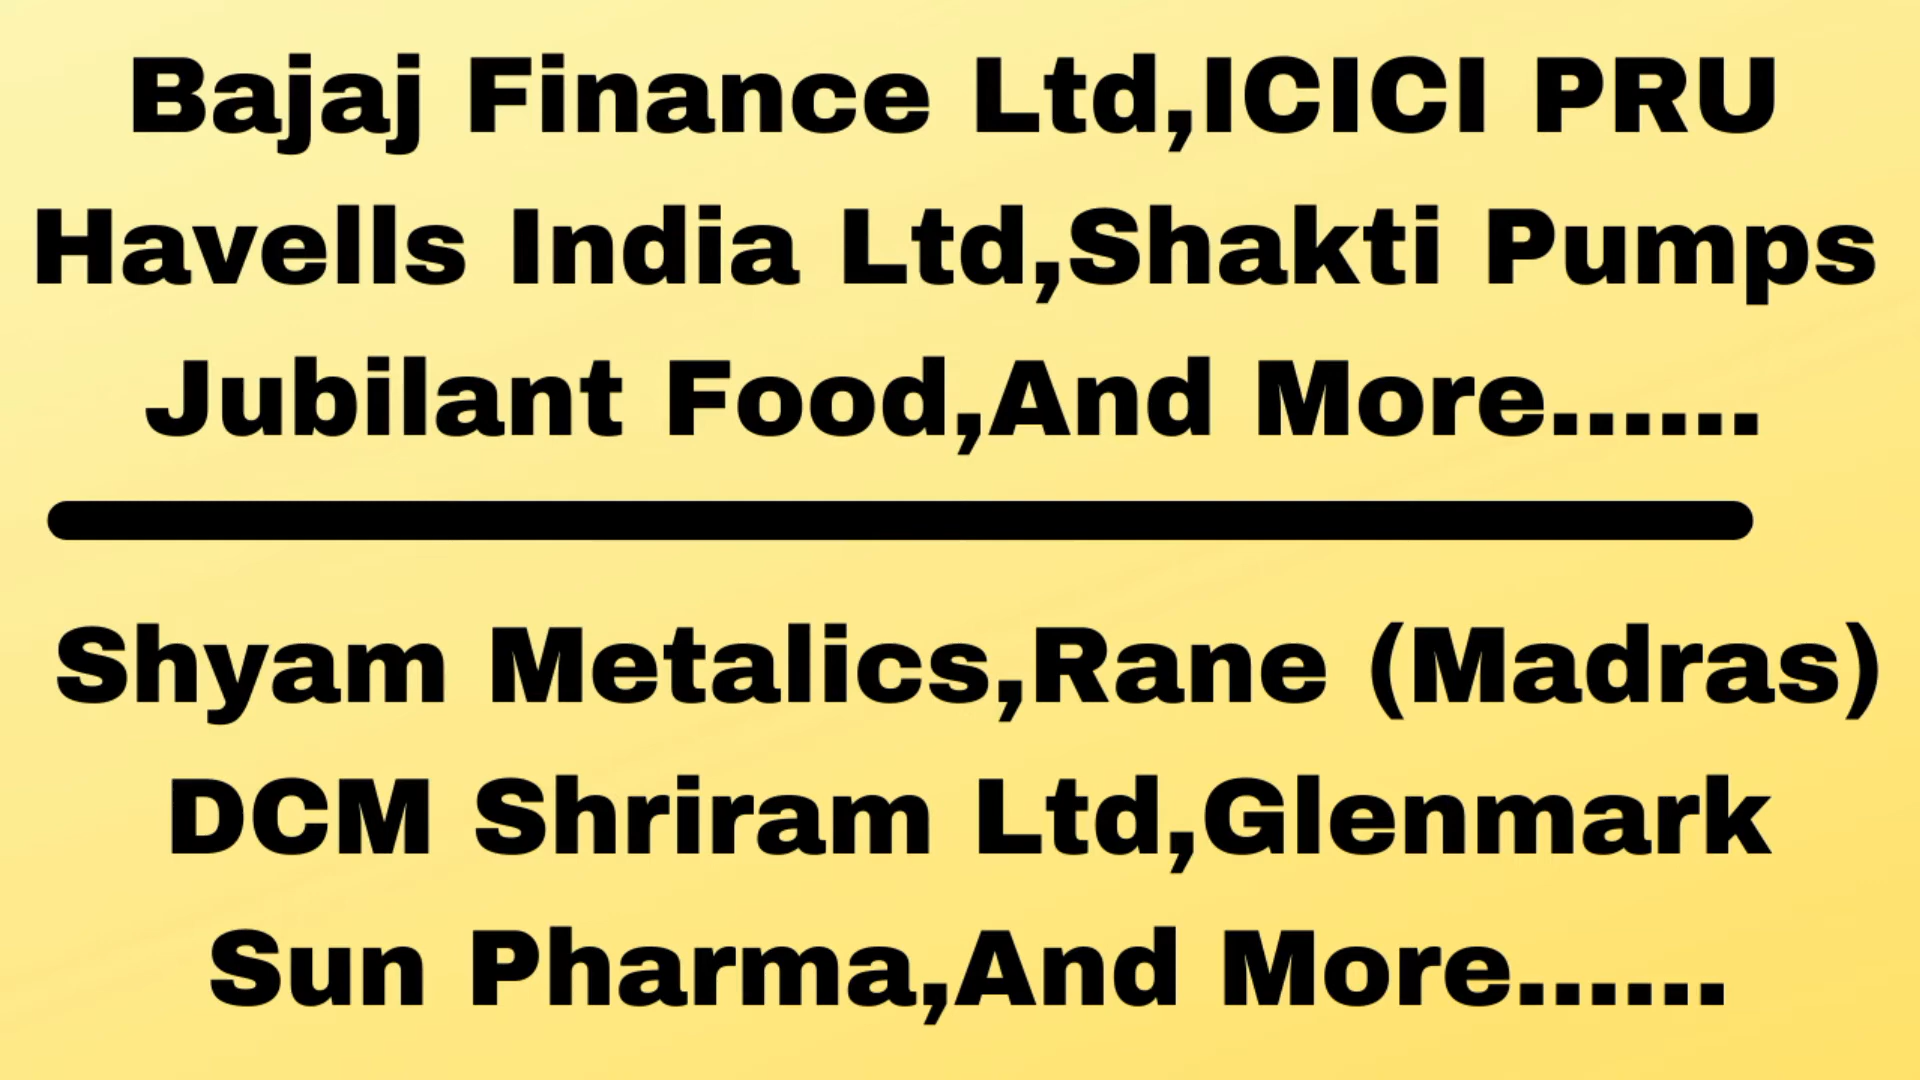 Bajaj Finance Ltd,ICICI PRU
Havells India Ltd,Shakti Pumps
Jubilant Food,And More......
Shyam Metalics,Rane (Madras)
DCM Shriram Ltd,Glenmark
Sun Pharma,And More......